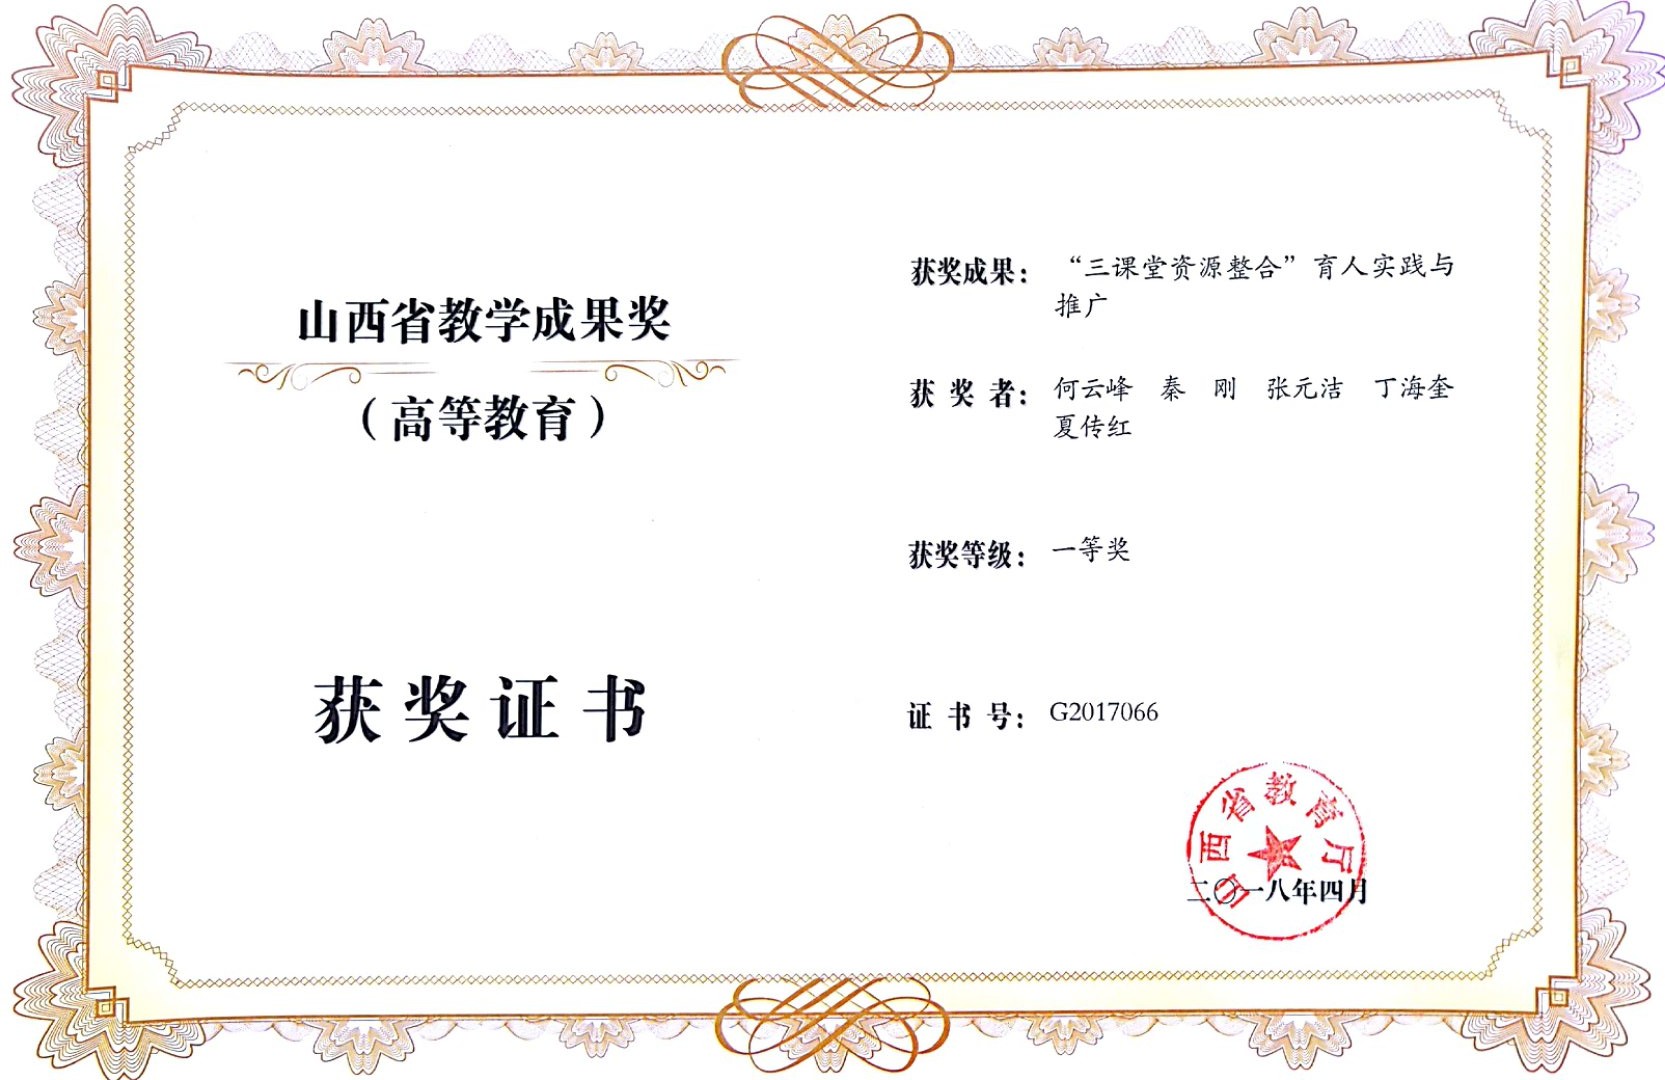 山西省教学成果奖
（高等教育）
获奖证书
获奖成果： “三课堂资源整合”育人实践与
推广
获 奖 者： 何云峰 秦 刚 张元洁 丁海奎
夏传红
获奖等级： 一等奖
证 书 号： G2017066
山西省教育厅
二〇一八年四月